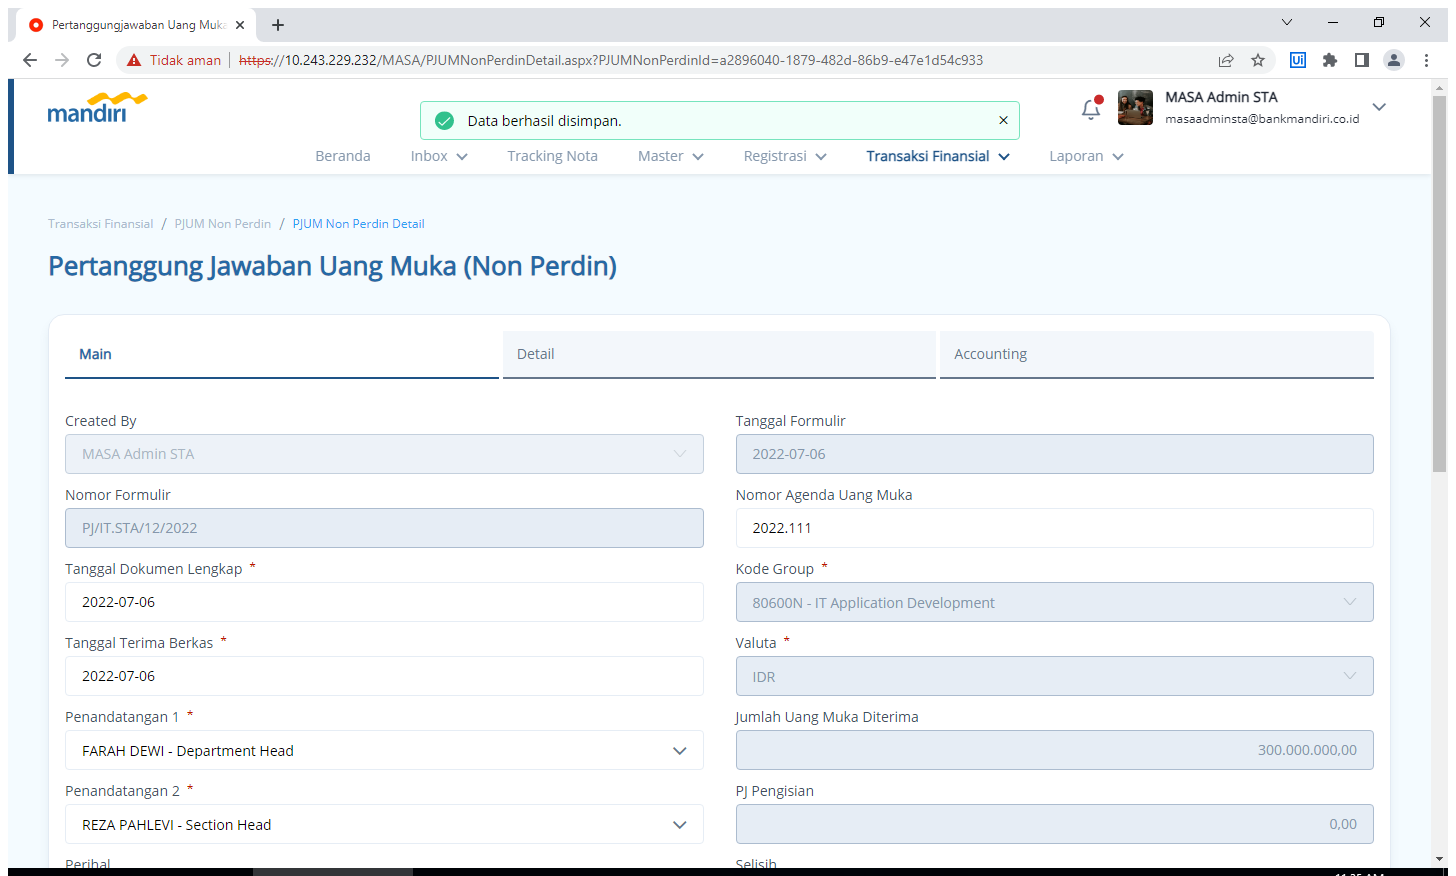 Pertanggungjawaban Uang Muka
Tidak aman
https://10.243.229.232/MASA/PJUMNonPerdinDetail.aspx?PJUMNonPerdinId=a2896040-1879-482d-86b9-e47e1d54c933
mandiri
Data berhasil disimpan.
MASA Admin STA
masaadminsta@bankmandiri.co.id
Beranda Inbox Tracking Nota Master Registrasi Transaksi Finansial Laporan
Transaksi Finansial / PJUM Non Perdin / PJUM Non Perdin Detail
Pertanggung Jawaban Uang Muka (Non Perdin)
Main Detail Accounting
Created By
MASA Admin STA
Tanggal Formulir
2022-07-06
Nomor Formulir
PJ/IT.STA/12/2022
Nomor Agenda Uang Muka
2022.111
Tanggal Dokumen Lengkap *
2022-07-06
Kode Group *
80600N - IT Application Development
Tanggal Terima Berkas *
2022-07-06
Valuta *
IDR
Penandatangan 1 *
FARAH DEWI - Department Head
Jumlah Uang Muka Diterima
300.000.000,00
Penandatangan 2 *
REZA PAHLEVI - Section Head
PJ Pengisian
0,00
Perihal
Selisih